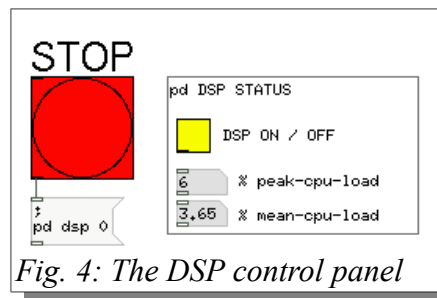 STOP
;
pd dsp 0
pd DSP STATUS
DSP ON / OFF
6 % peak-cpu-load
3.65 % mean-cpu-load
Fig. 4: The DSP control panel